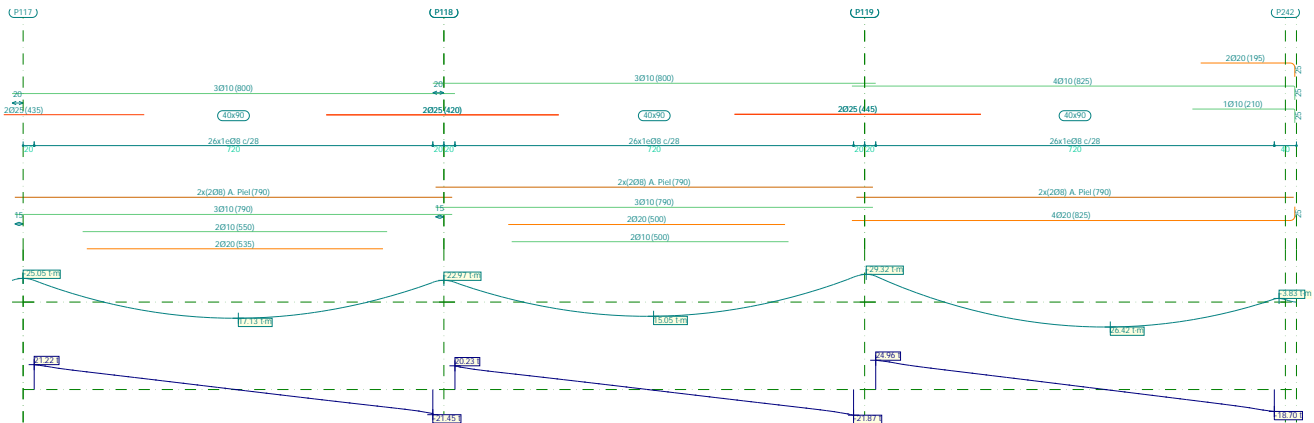 P117 P118 P119 P242
2Ø20(195)
25
3Ø10(800)
20
4Ø10(825)
3Ø10(800)
20
25
1Ø10(210)
2Ø25(435) 40x90 2Ø25(420) 40x90 2Ø25(445) 40x90
25
26x1eØ8 c/28 26x1eØ8 c/28 26x1eØ8 c/28
20 720 20 20 720 20 20 720 40
2x(2Ø8) A. Piel(790)
2x(2Ø8) A. Piel(790) 2x(2Ø8) A. Piel(790)
3Ø10(790)
15
3Ø10(790)
15
4Ø20(825)
25
2Ø10(550) 2Ø20(500)
2Ø20(535) 2Ø10(500)
-25.05 t·m -22.97 t·m -29.32 t·m
-3.83 t·m
17.13 t·m 15.05 t·m 26.42 t·m
21.22 t 20.23 t 24.96 t
-21.45 t -21.87 t -18.70 t